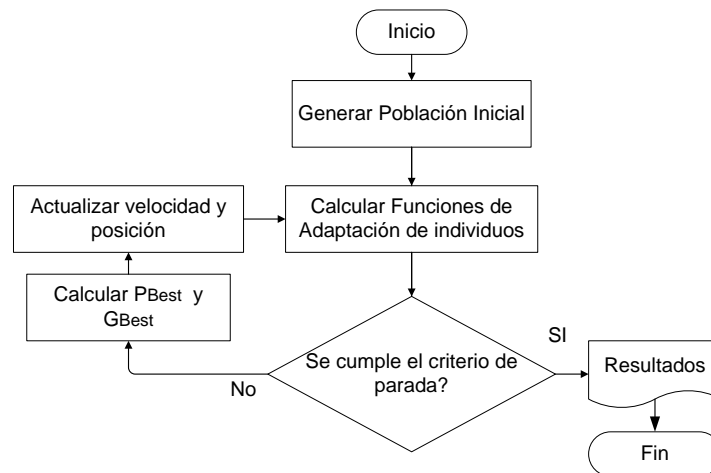 Inicio
Generar Población Inicial
Calcular Funciones de
Adaptación de individuos
Actualizar velocidad y
posición
Calcular PBest y
GBest
Se cumple el criterio de
parada?
No
SI
Resultados
Fin